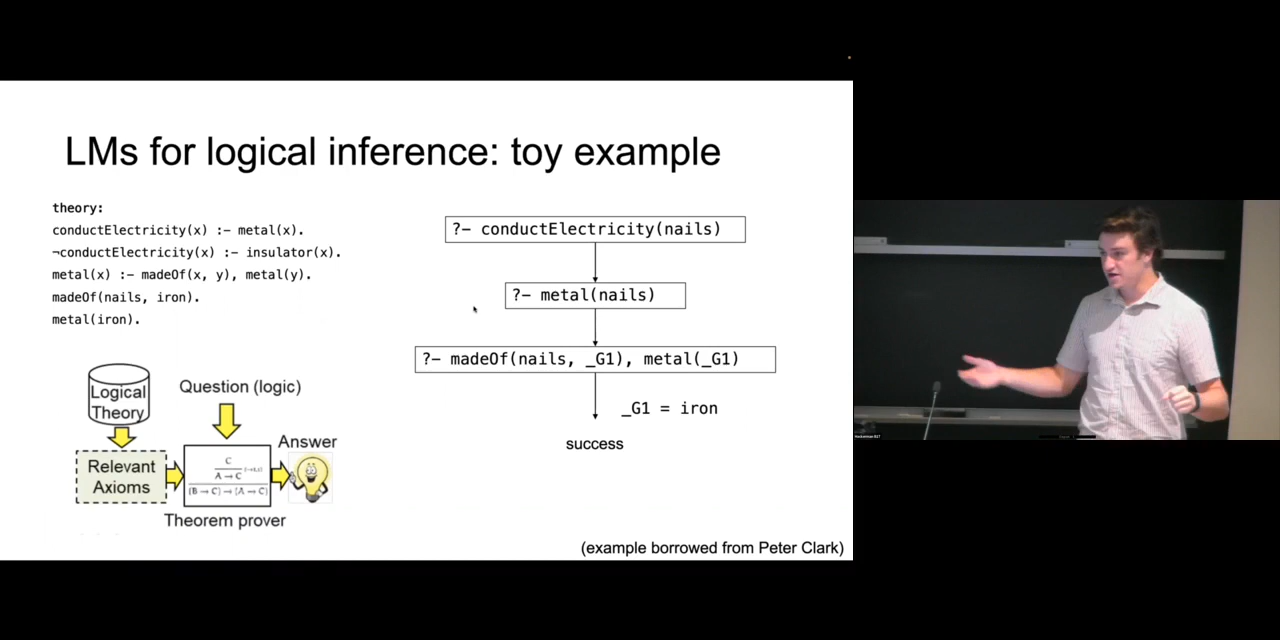 LMs for logical inference: toy example
theory:
conductElectricity(x) :- metal(x).
¬conductElectricity(x) :- insulator(x).
metal(x) :- madeOf(x, y), metal(y).
madeOf(nails, iron).
metal(iron).
?- conductElectricity(nails)
?- metal(nails)
?- madeOf(nails, _G1), metal(_G1)
_G1 = iron
success
Logical
Theory
Question (logic)
Answer
Relevant
Axioms
C
A → C
(B → C) → (A → C)
Theorem prover
(example borrowed from Peter Clark)